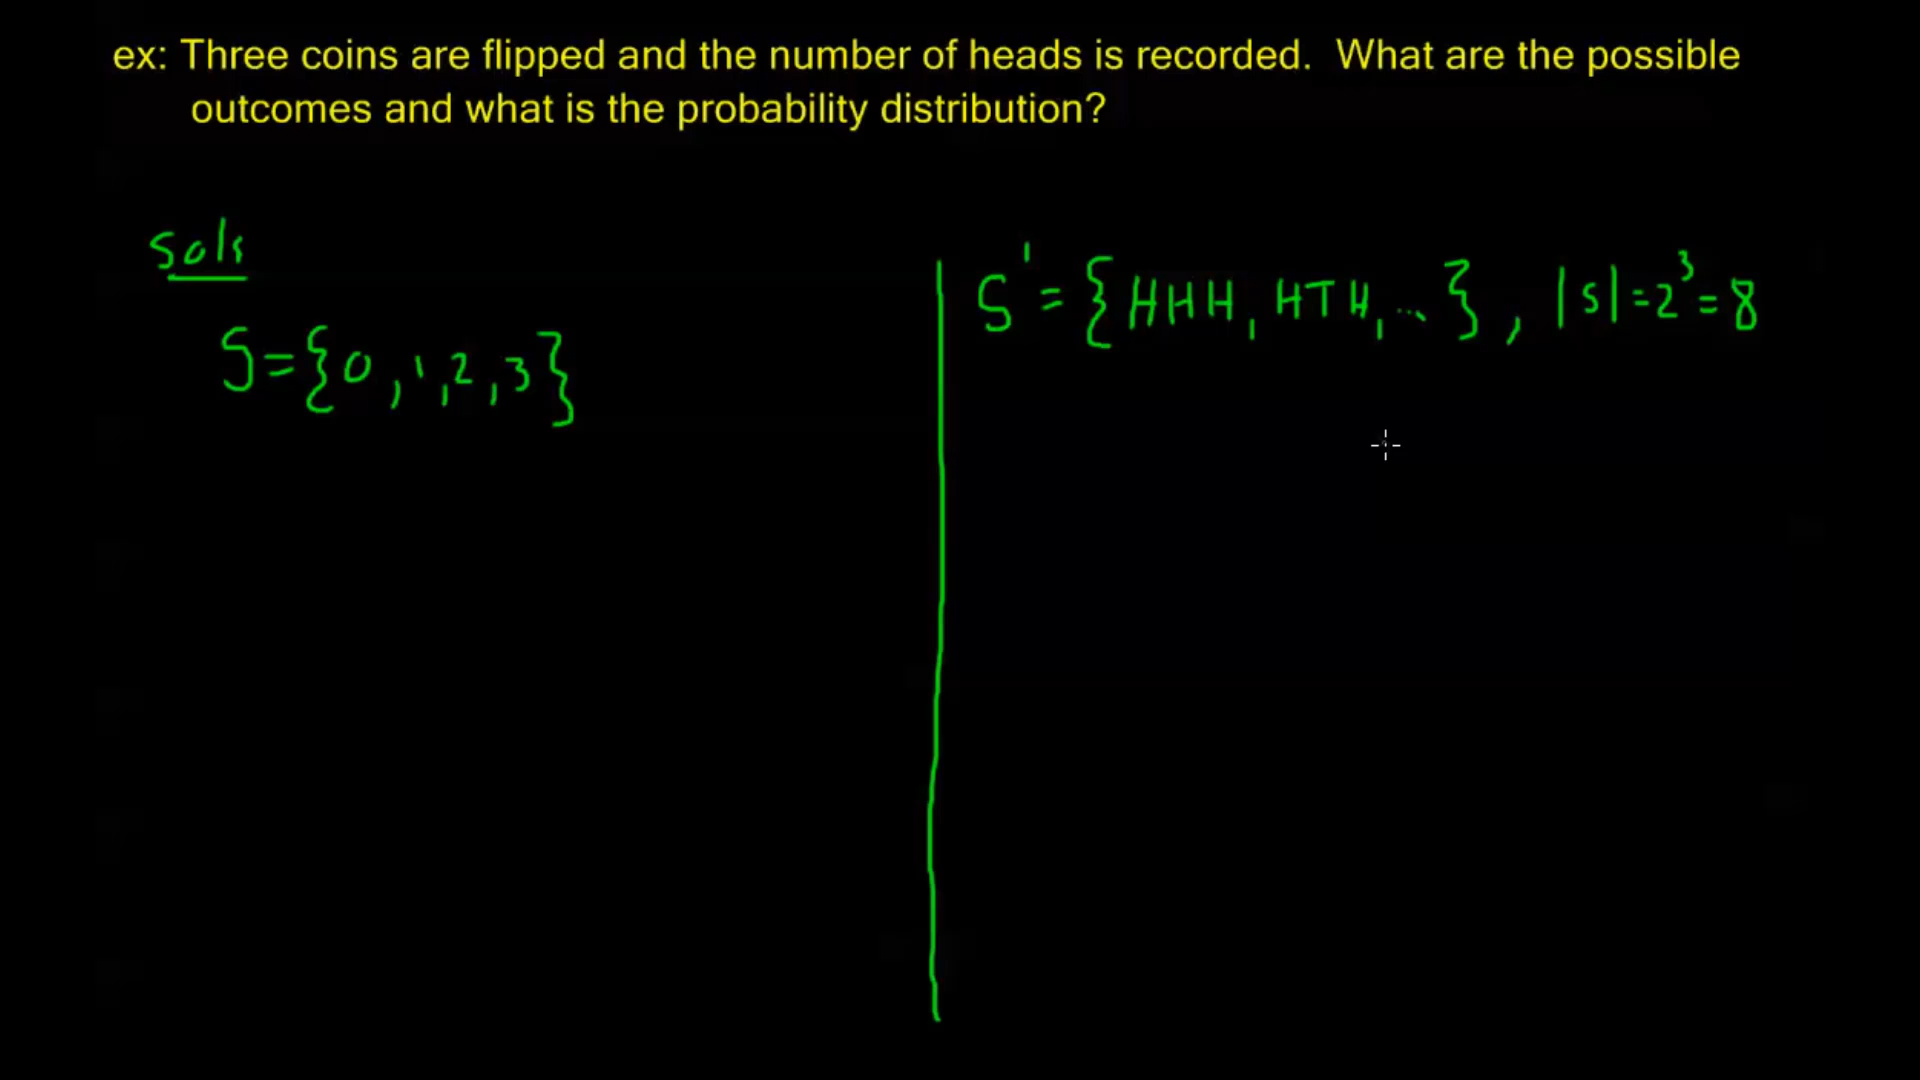 ex: Three coins are flipped and the number of heads is recorded. What are the possible
outcomes and what is the probability distribution?
Soln
S={0,1,2,3}
S'={HHH, HTH, ...}, |S|=2³=8